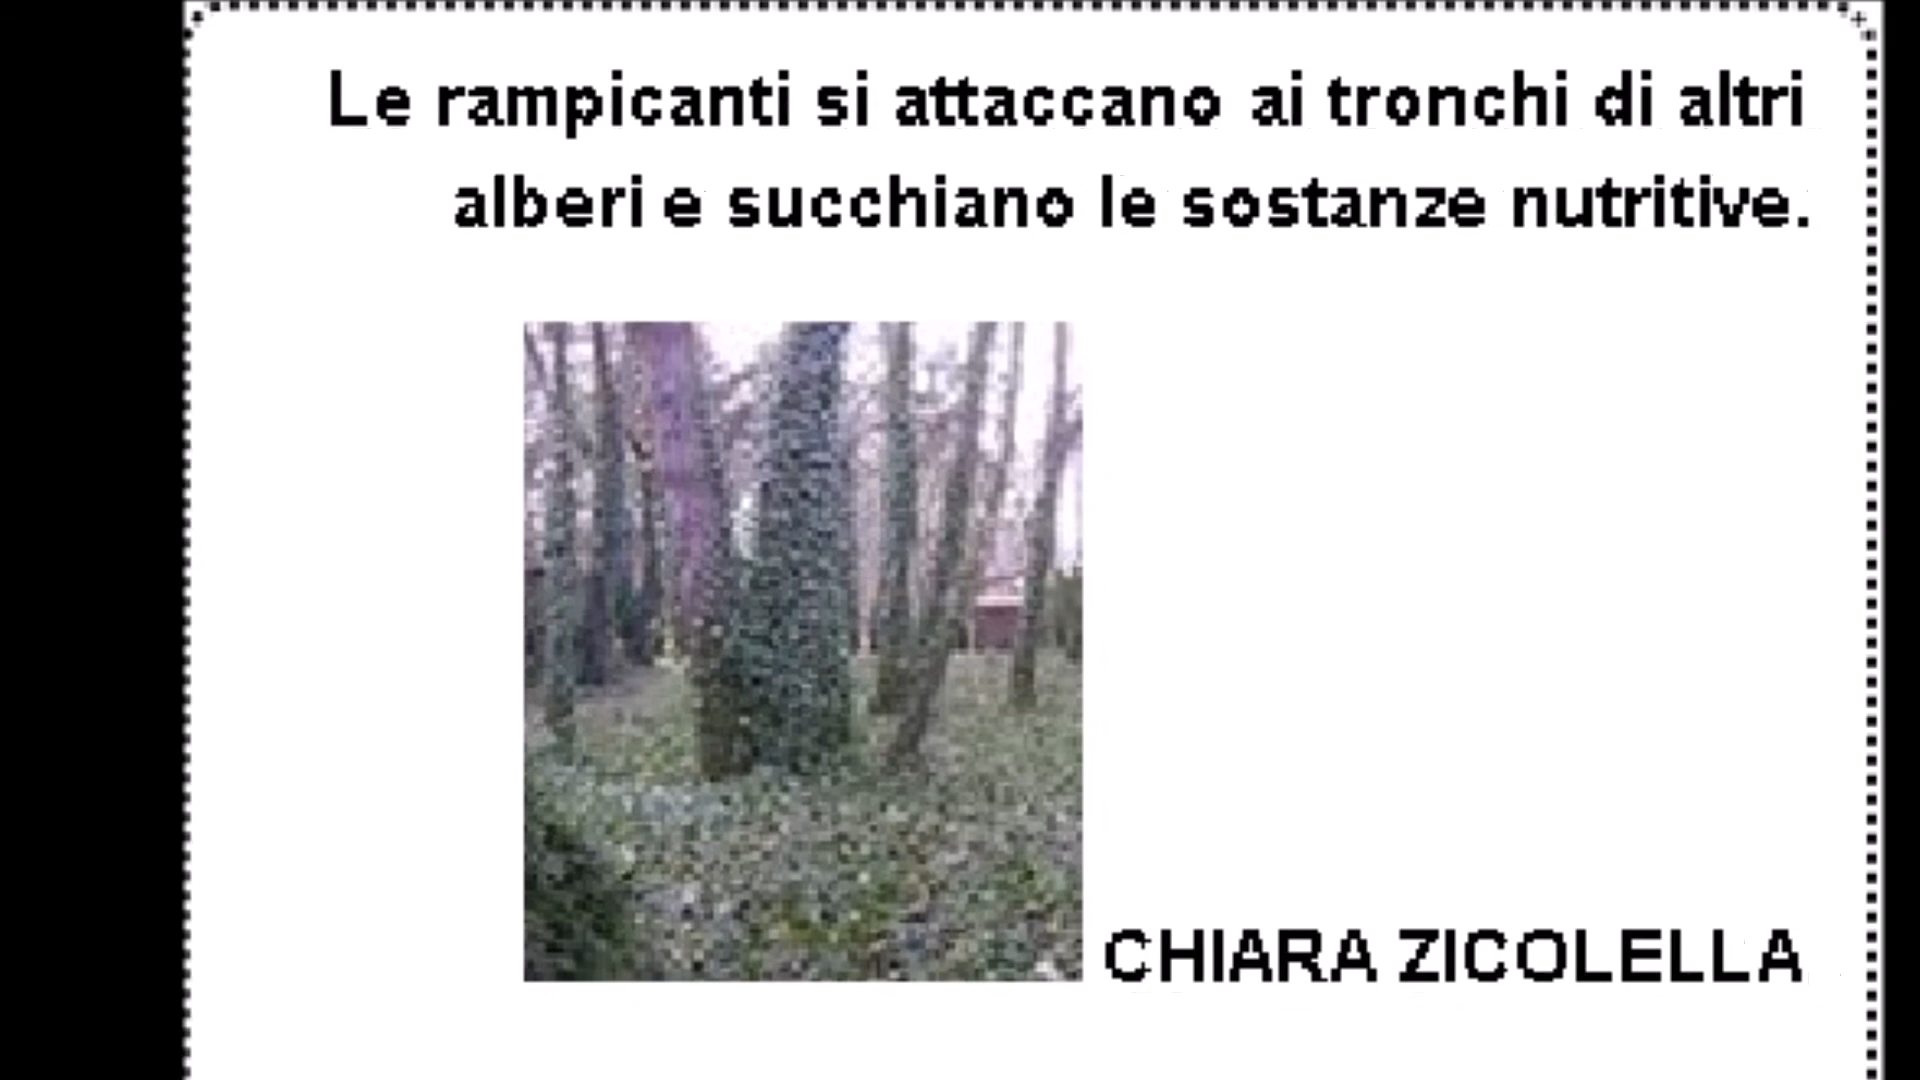 Le rampicanti si attaccano ai tronchi di altri
alberi e succhiano le sostanze nutritive.
CHIARA ZICOLELLA